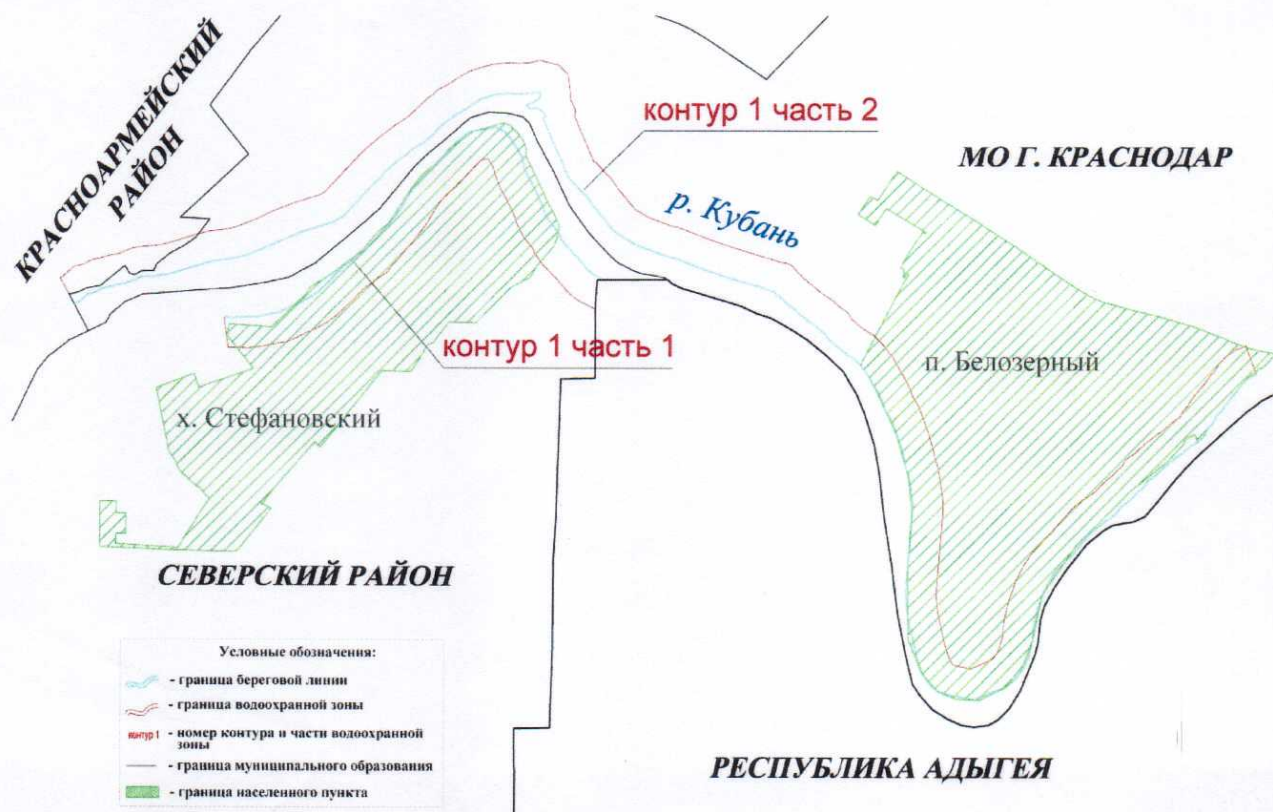 КРАСНОАРМЕЙСКИЙ
РАЙОН
контур 1 часть 2
МО Г. КРАСНОДАР
р. Кубань
контур 1 часть 1
п. Белозерный
х. Стефановский
СЕВЕРСКИЙ РАЙОН
РЕСПУБЛИКА АДЫГЕЯ
Условные обозначения:
- граница береговой линии
- граница водоохранной зоны
контур 1 - номер контура и части водоохранной
зоны
- граница муниципального образования
- граница населенного пункта